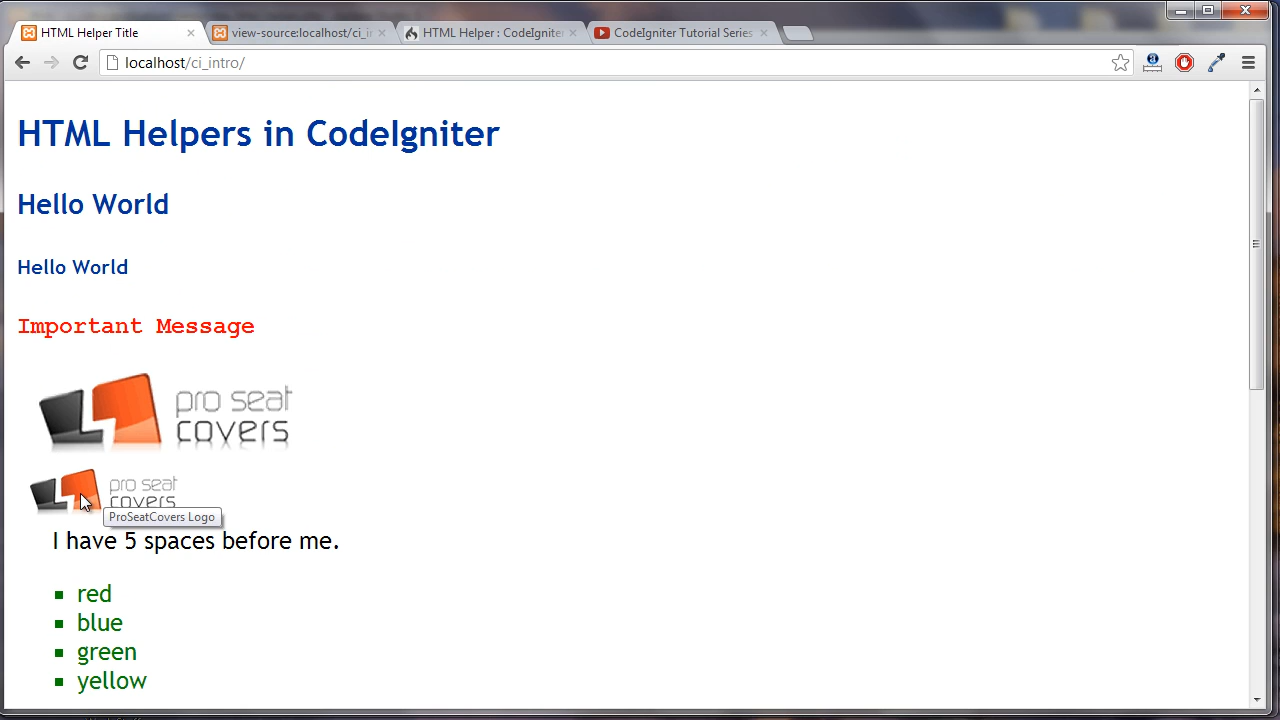 HTML Helper Title
view-source:localhost/ci_ir
HTML Helper : CodeIgniter
CodeIgniter Tutorial Series
localhost/ci_intro/
HTML Helpers in CodeIgniter
Hello World
Hello World
Important Message
pro seat
covers
pro seat
covers
ProSeatCovers Logo
I have 5 spaces before me.
red
blue
green
yellow